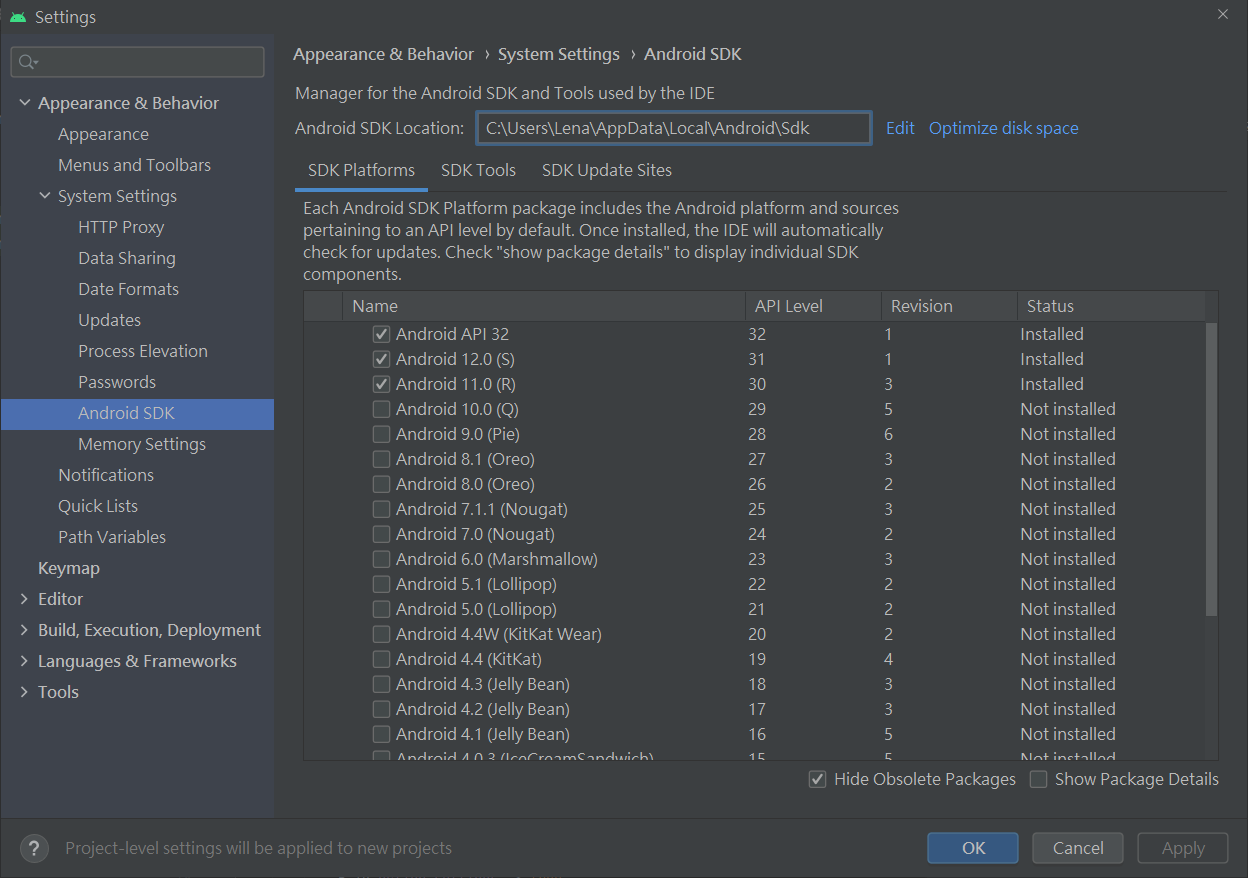 Settings
Appearance & Behavior
Appearance
Menus and Toolbars
System Settings
HTTP Proxy
Data Sharing
Date Formats
Updates
Process Elevation
Passwords
Android SDK
Memory Settings
Notifications
Quick Lists
Path Variables
Keymap
Editor
Build, Execution, Deployment
Languages & Frameworks
Tools
Appearance & Behavior › System Settings › Android SDK
Manager for the Android SDK and Tools used by the IDE
Android SDK Location: C:\Users\Lena\AppData\Local\Android\Sdk Edit Optimize disk space
SDK Platforms SDK Tools SDK Update Sites
Each Android SDK Platform package includes the Android platform and sources
pertaining to an API level by default. Once installed, the IDE will automatically
check for updates. Check "show package details" to display individual SDK
components.
Name API Level Revision Status
Android API 32 32 1 Installed
Android 12.0 (S) 31 1 Installed
Android 11.0 (R) 30 3 Installed
Android 10.0 (Q) 29 5 Not installed
Android 9.0 (Pie) 28 6 Not installed
Android 8.1 (Oreo) 27 3 Not installed
Android 8.0 (Oreo) 26 2 Not installed
Android 7.1.1 (Nougat) 25 3 Not installed
Android 7.0 (Nougat) 24 2 Not installed
Android 6.0 (Marshmallow) 23 3 Not installed
Android 5.1 (Lollipop) 22 2 Not installed
Android 5.0 (Lollipop) 21 2 Not installed
Android 4.4W (KitKat Wear) 20 2 Not installed
Android 4.4 (KitKat) 19 4 Not installed
Android 4.3 (Jelly Bean) 18 3 Not installed
Android 4.2 (Jelly Bean) 17 3 Not installed
Android 4.1 (Jelly Bean) 16 5 Not installed
Android 4.0.3 (IceCreamSandwich) 15 5 Not installed
Hide Obsolete Packages Show Package Details
? Project-level settings will be applied to new projects
OK Cancel Apply